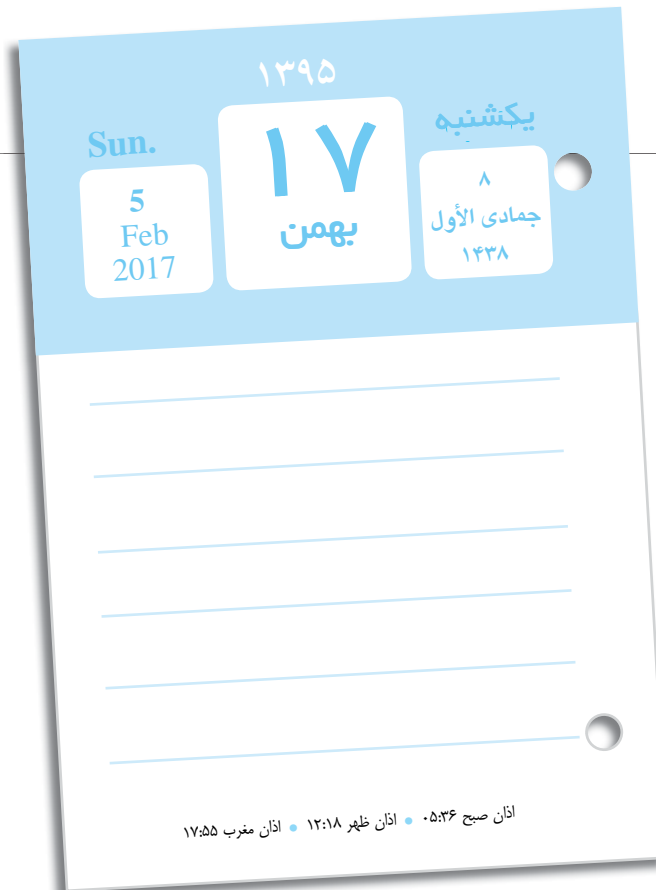 ۱۳۹۵
یکشنبه
۸
جمادی الأول
۱۴۳۸
۱۷
بهمن
Sun.
5
Feb
2017
اذان صبح ۰۵:۳۶ • اذان ظهر ۱۲:۱۸ • اذان مغرب ۱۷:۵۵